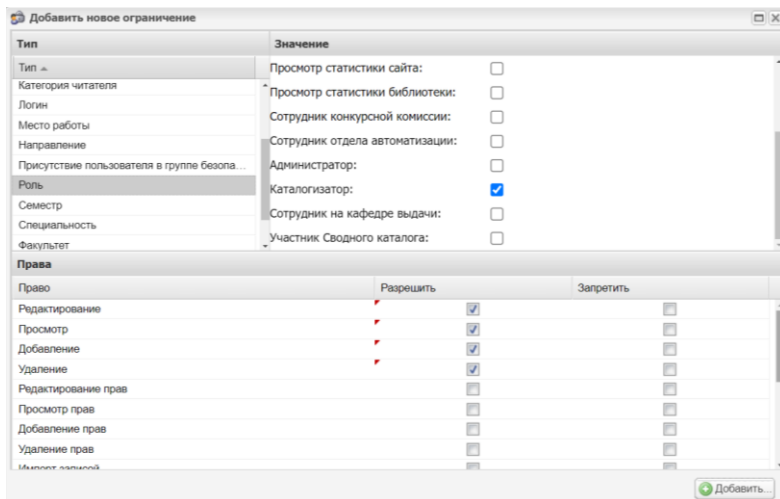 Добавить новое ограничение
Тип
Значение
Тип
Категория читателя
Логин
Место работы
Направление
Присутствие пользователя в группе безопа...
Роль
Семестр
Специальность
Факультет
Просмотр статистики сайта:
Просмотр статистики библиотеки:
Сотрудник конкурсной комиссии:
Сотрудник отдела автоматизации:
Администратор:
Каталогизатор:
Сотрудник на кафедре выдачи:
Участник Сводного каталога:
Права
Право Разрешить Запретить
Редактирование
Просмотр
Добавление
Удаление
Редактирование прав
Просмотр прав
Добавление прав
Удаление прав
Импорт записей
Добавить...